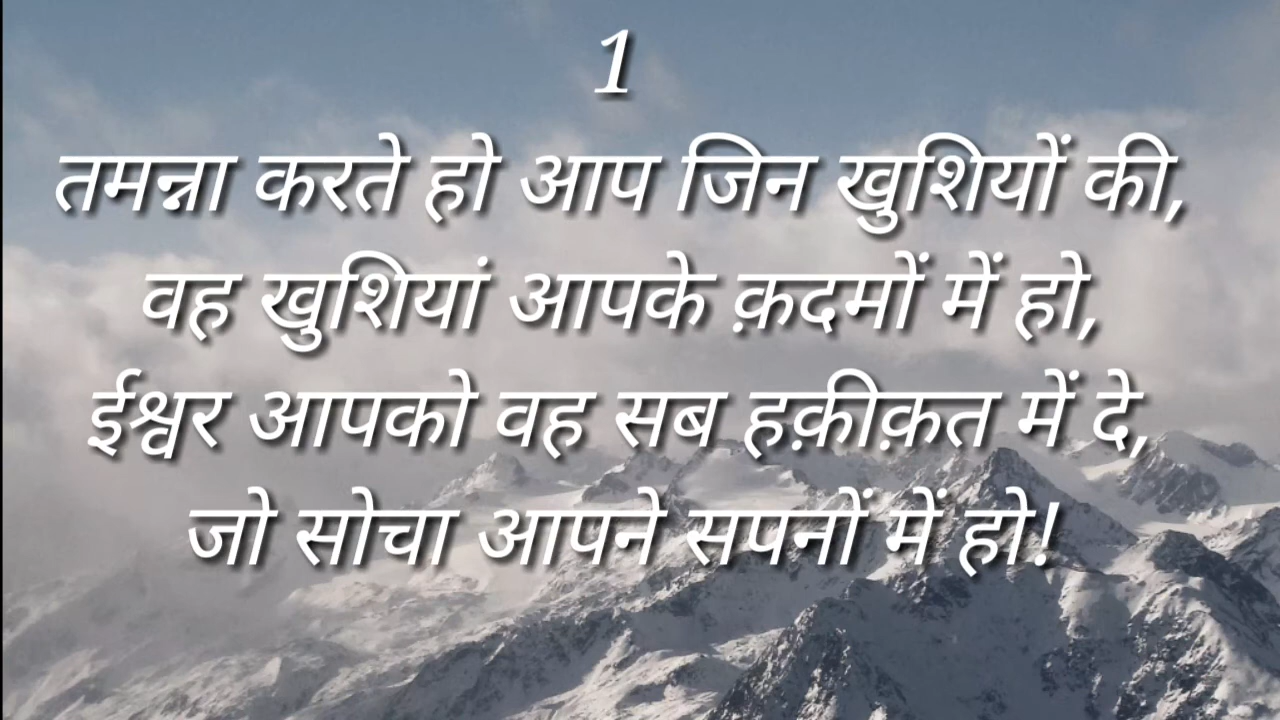 1
तमन्ना करते हो आप जिन खुशियों की,
वह खुशियां आपके क़दमों में हो,
ईश्वर आपको वह सब हक़ीक़त में दे,
जो सोचा आपने सपनों में हो!